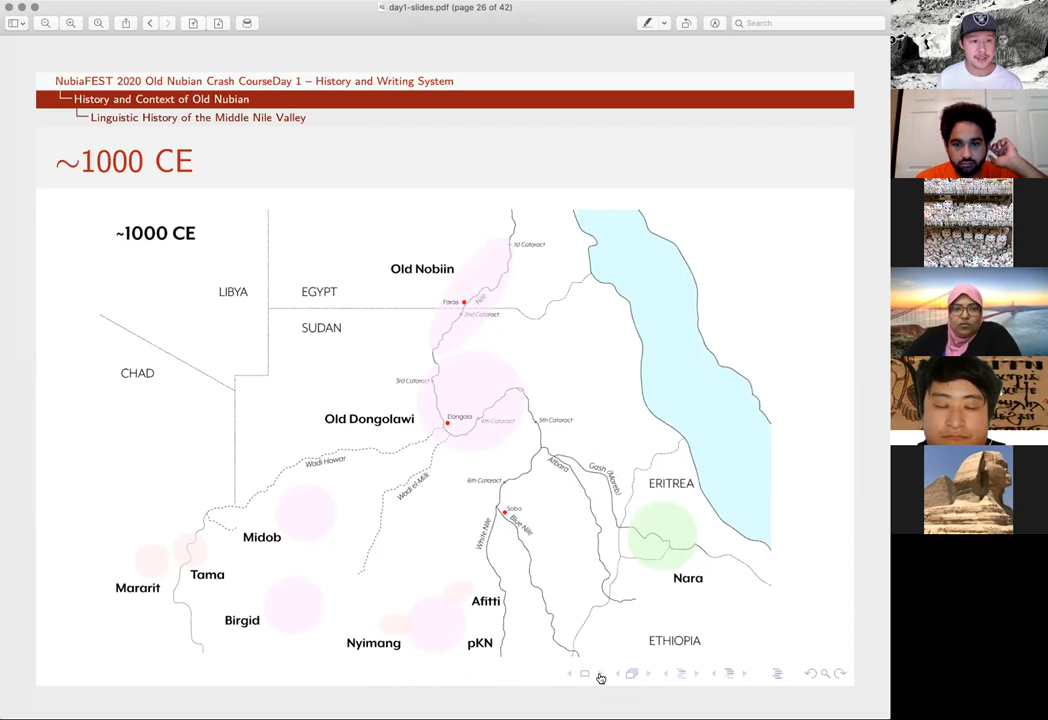 day1-slides.pdf (page 26 of 42)
Search
NubiaFEST 2020 Old Nubian Crash CourseDay 1 – History and Writing System
History and Context of Old Nubian
Linguistic History of the Middle Nile Valley
~1000 CE
~1000 CE
1st Cataract
Old Nobiin
LIBYA
EGYPT
Faras
Nile
2nd Cataract
SUDAN
CHAD
3rd Cataract
Old Dongolawi
Dongola
4th Cataract
5th Cataract
Wadi Howar
Wadi el-Milk
Atbara
Gash (Mareb)
6th Cataract
ERITREA
Soba
White Nile
Blue Nile
Midob
Tama
Mararit
Nara
Birgid
Afitti
Nyimang
pKN
ETHIOPIA